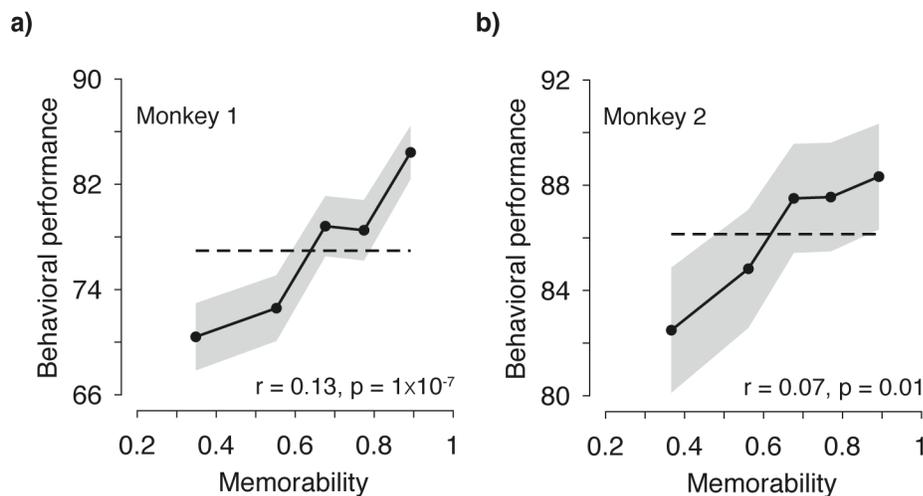 a)
Behavioral performance
90
82
74
66
Monkey 1
r = 0.13, p = 1×10-7
0.2 0.4 0.6 0.8 1
Memorability
b)
Behavioral performance
92
88
84
80
Monkey 2
r = 0.07, p = 0.01
0.2 0.4 0.6 0.8 1
Memorability